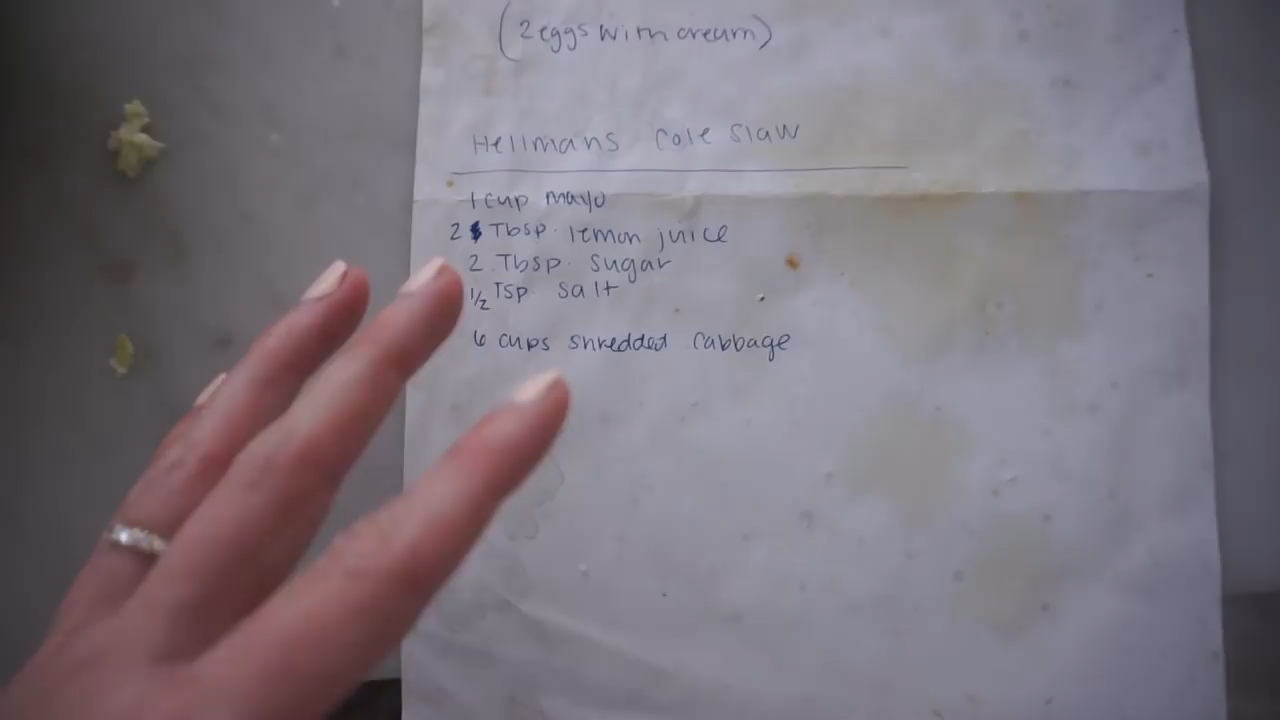 (2 eggs with cream)
Hellmans Cole Slaw
1 cup mayo
2 Tbsp. lemon juice
2 Tbsp. sugar
1/2 Tsp. salt
6 cups shredded cabbage